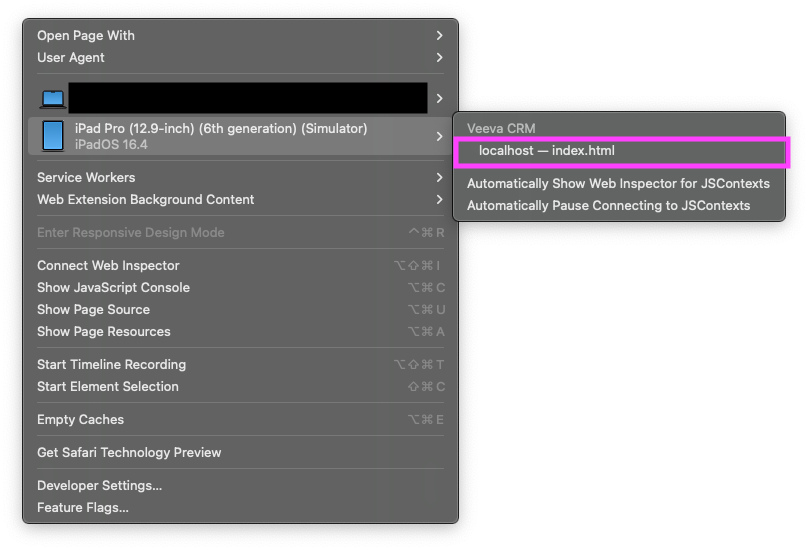 Open Page With
User Agent
iPad Pro (12.9-inch) (6th generation) (Simulator)
iPadOS 16.4
Veeva CRM
localhost — index.html
Automatically Show Web Inspector for JSContexts
Automatically Pause Connecting to JSContexts
Service Workers
Web Extension Background Content
Enter Responsive Design Mode ⌃⌘R
Connect Web Inspector ⌥⇧⌘I
Show JavaScript Console ⌥⌘C
Show Page Source ⌥⌘U
Show Page Resources ⌥⌘A
Start Timeline Recording ⌥⇧⌘T
Start Element Selection ⇧⌘C
Empty Caches ⌥⌘E
Get Safari Technology Preview
Developer Settings...
Feature Flags...